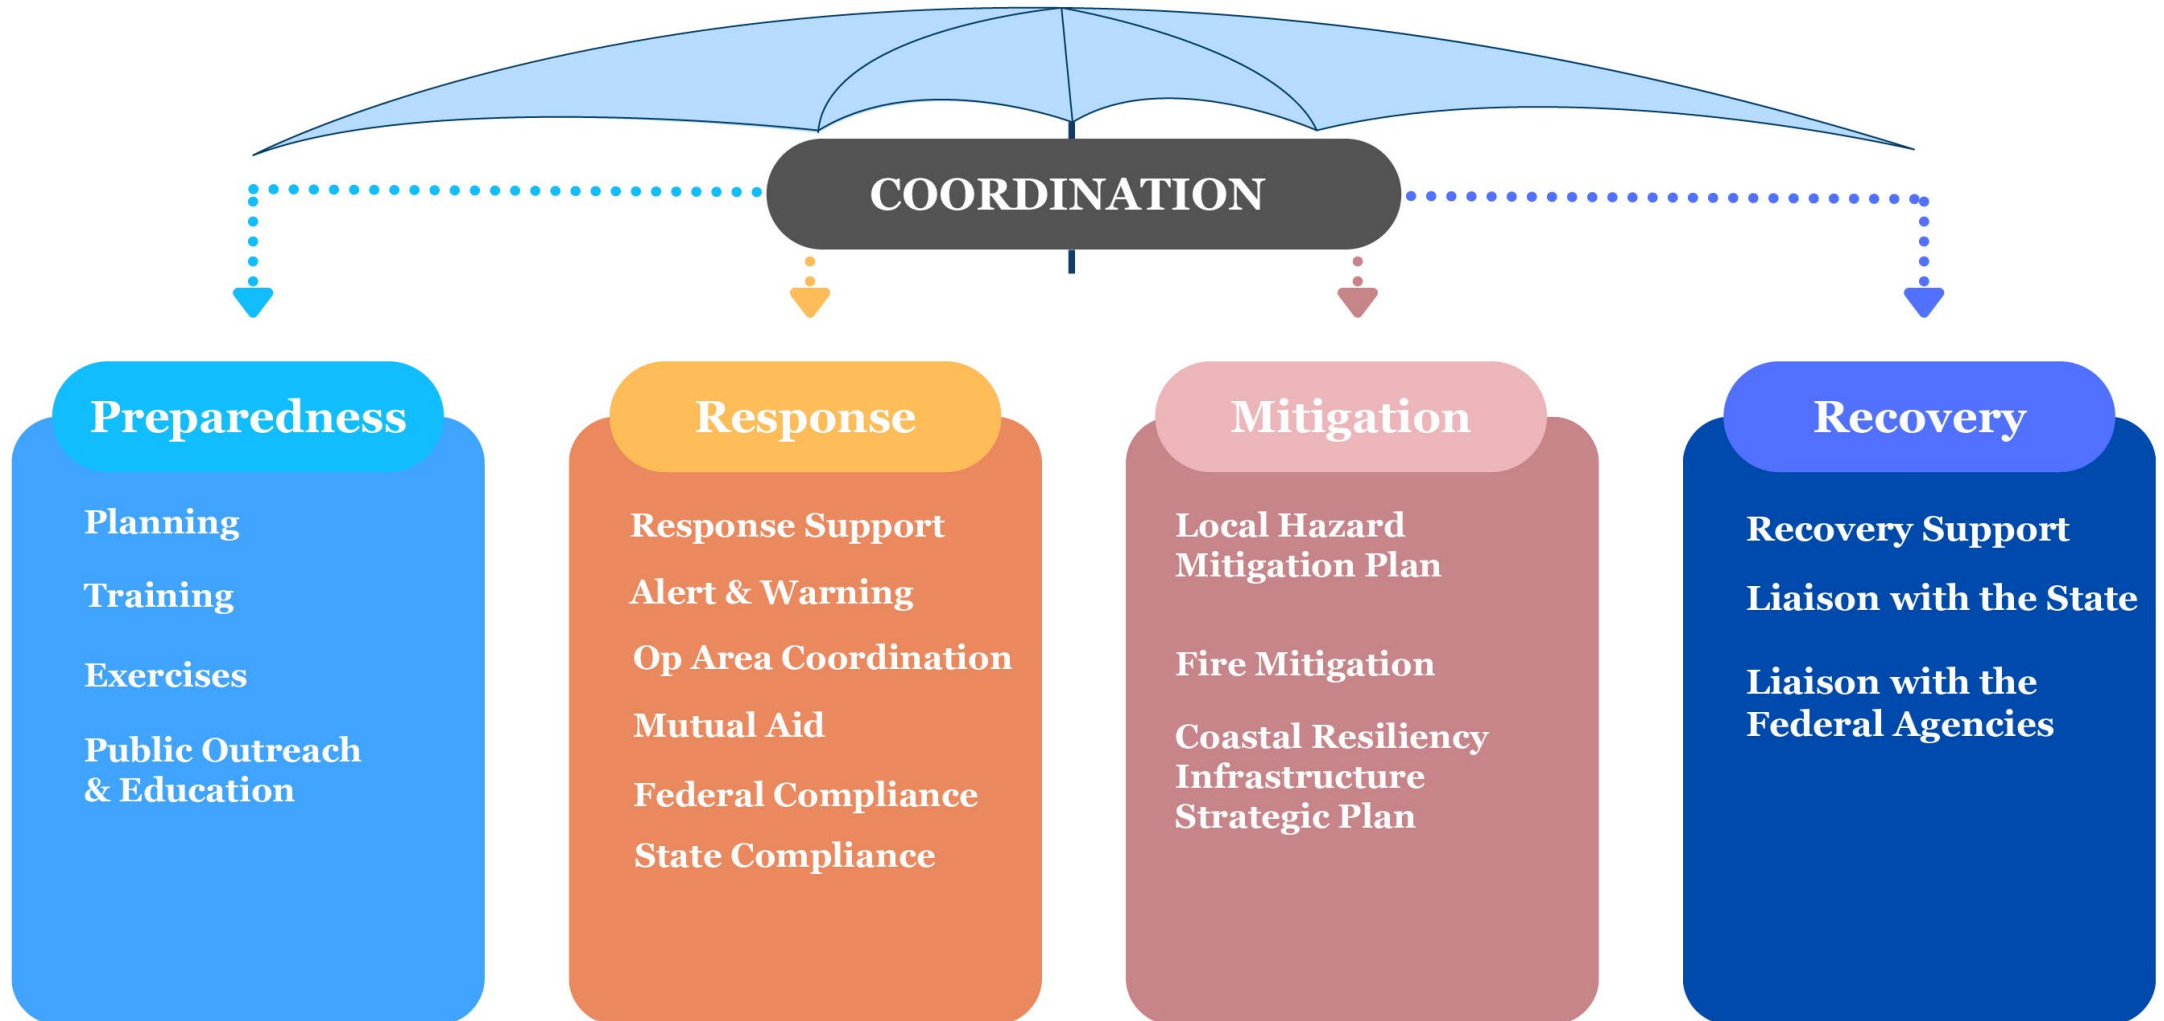 COORDINATION
Preparedness
Planning
Training
Exercises
Public Outreach
& Education
Response
Response Support
Alert & Warning
Op Area Coordination
Mutual Aid
Federal Compliance
State Compliance
Mitigation
Local Hazard
Mitigation Plan
Fire Mitigation
Coastal Resiliency
Infrastructure
Strategic Plan
Recovery
Recovery Support
Liaison with the State
Liaison with the
Federal Agencies